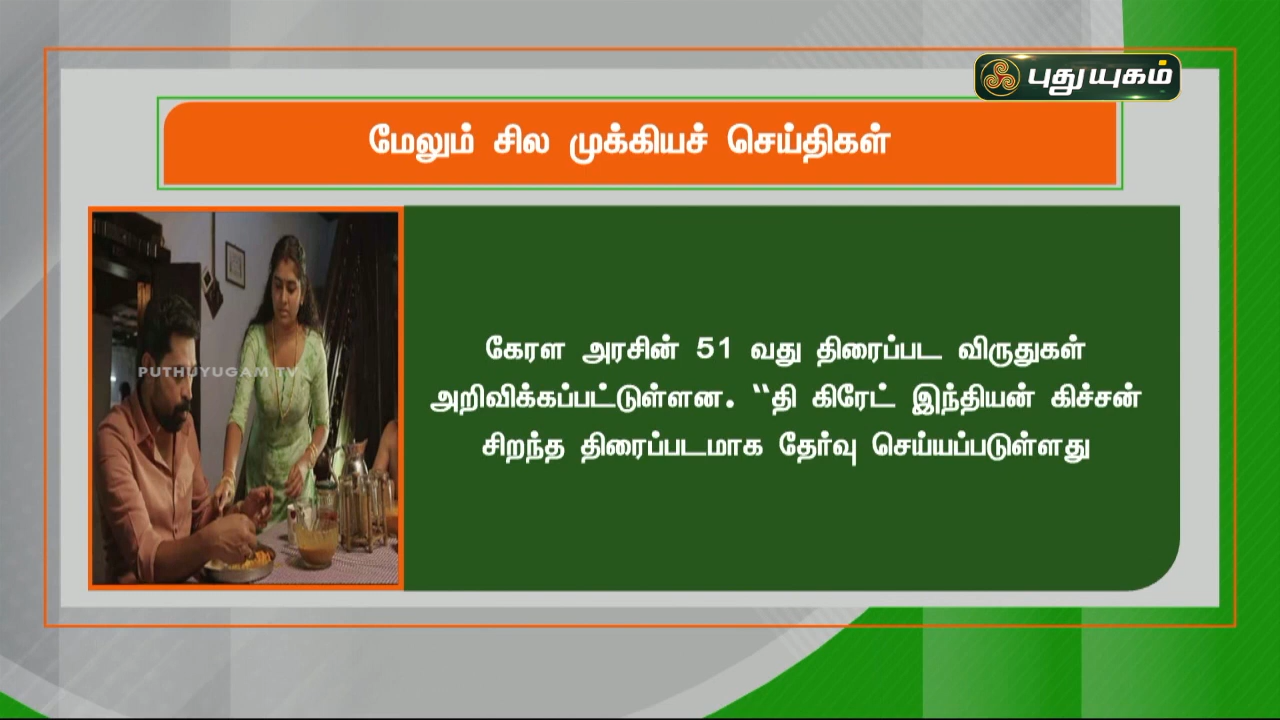 புதுயுகம்
மேலும் சில முக்கியச் செய்திகள்
PUTHUYUGAM TV
கேரள அரசின் 51 வது திரைப்பட விருதுகள்
அறிவிக்கப்பட்டுள்ளன. “தி கிரேட் இந்தியன் கிச்சன்
சிறந்த திரைப்படமாக தேர்வு செய்யப்படுள்ளது